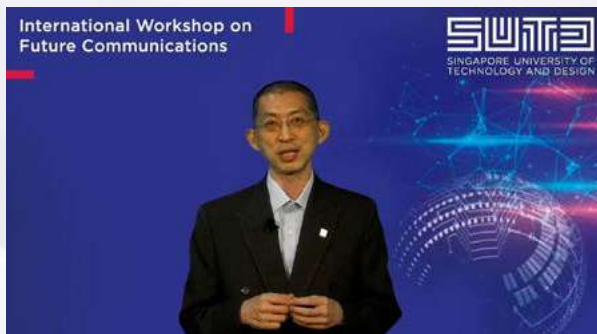 International Workshop on
Future Communications
SUTD
SINGAPORE UNIVERSITY OF
TECHNOLOGY AND DESIGN